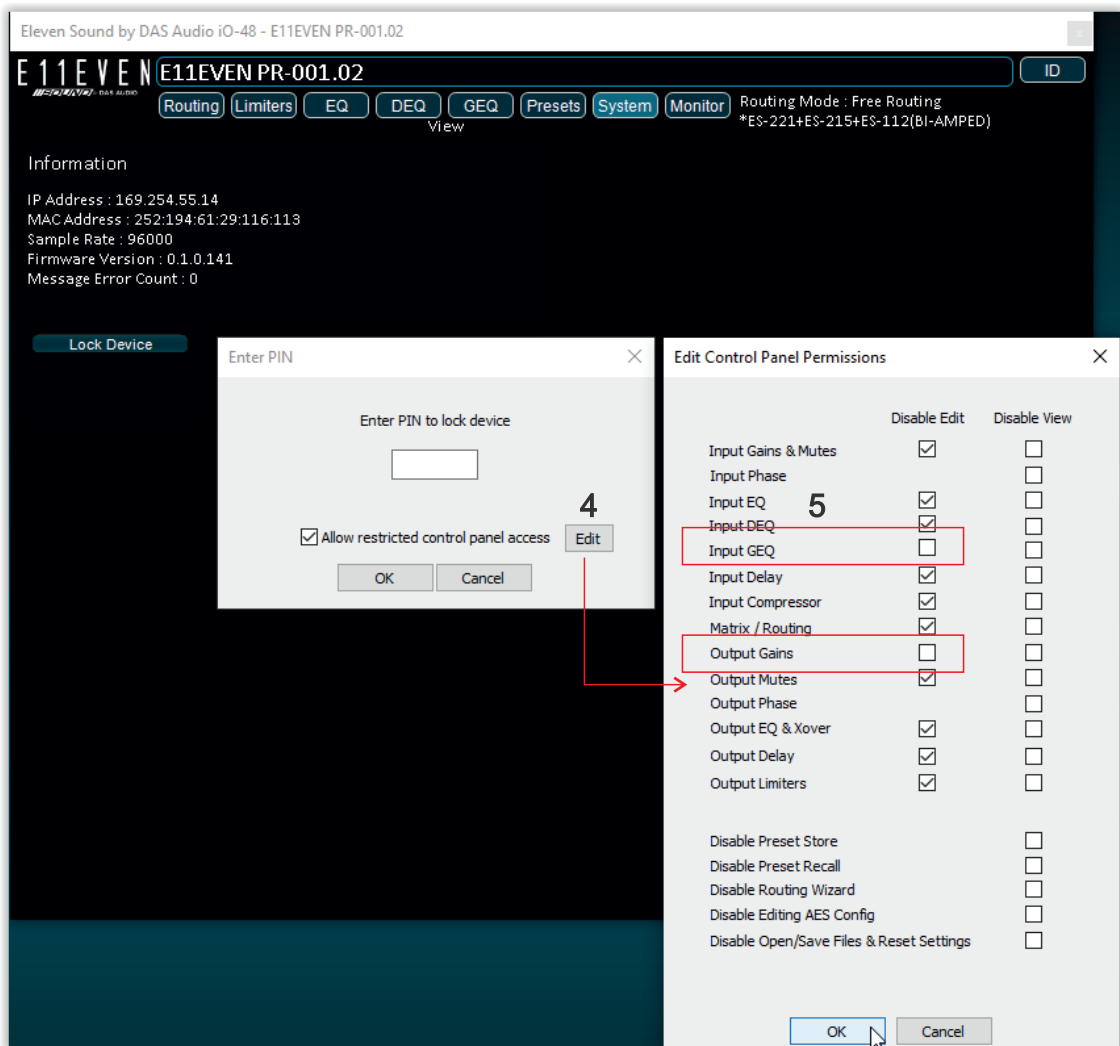 Eleven Sound by DAS Audio iO-48 - E11EVEN PR-001.02
x
E11EVEN
SOUND BY DAS AUDIO
E11EVEN PR-001.02
ID
Routing Limiters EQ DEQ GEQ Presets System Monitor
View
Routing Mode : Free Routing
*ES-221+ES-215+ES-112(BI-AMPED)
Information
IP Address : 169.254.55.14
MAC Address : 252:194:61:29:116:113
Sample Rate : 96000
Firmware Version : 0.1.0.141
Message Error Count : 0
Lock Device
Enter PIN
Enter PIN to lock device
4
Allow restricted control panel access Edit
OK Cancel
Edit Control Panel Permissions
Disable Edit Disable View
Input Gains & Mutes
Input Phase
Input EQ
5
Input DEQ
Input GEQ
Input Delay
Input Compressor
Matrix / Routing
Output Gains
Output Mutes
Output Phase
Output EQ & Xover
Output Delay
Output Limiters
Disable Preset Store
Disable Preset Recall
Disable Routing Wizard
Disable Editing AES Config
Disable Open/Save Files & Reset Settings
OK Cancel